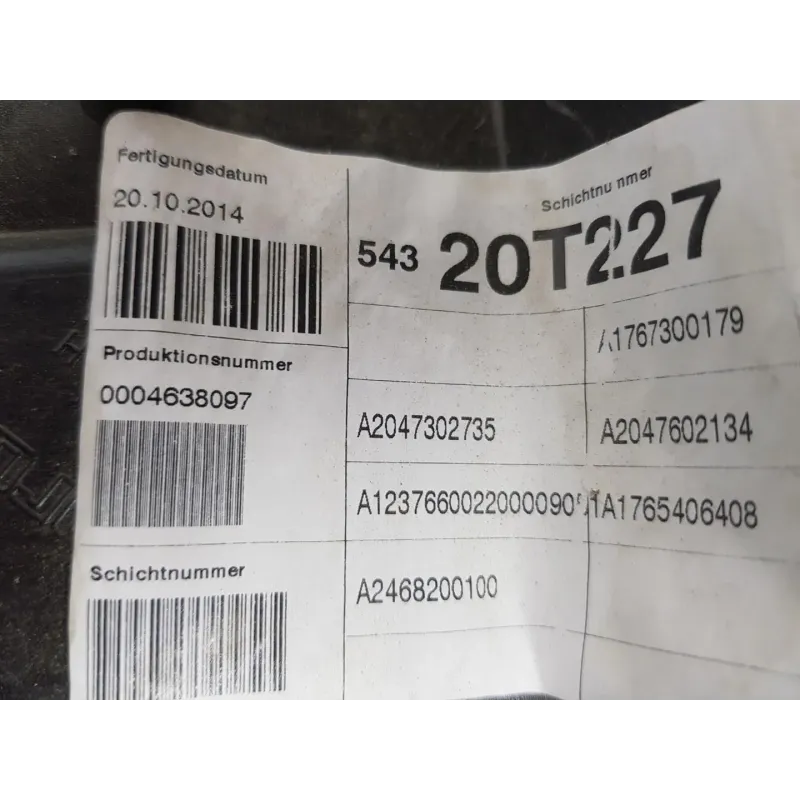 Fertigungsdatum
20.10.2014
Produktionsnummer
0004638097
Schichtnummer
Schichtnummer
543 20T227
A1767300179
A2047302735 A2047602134
A1765406408
A2468200100